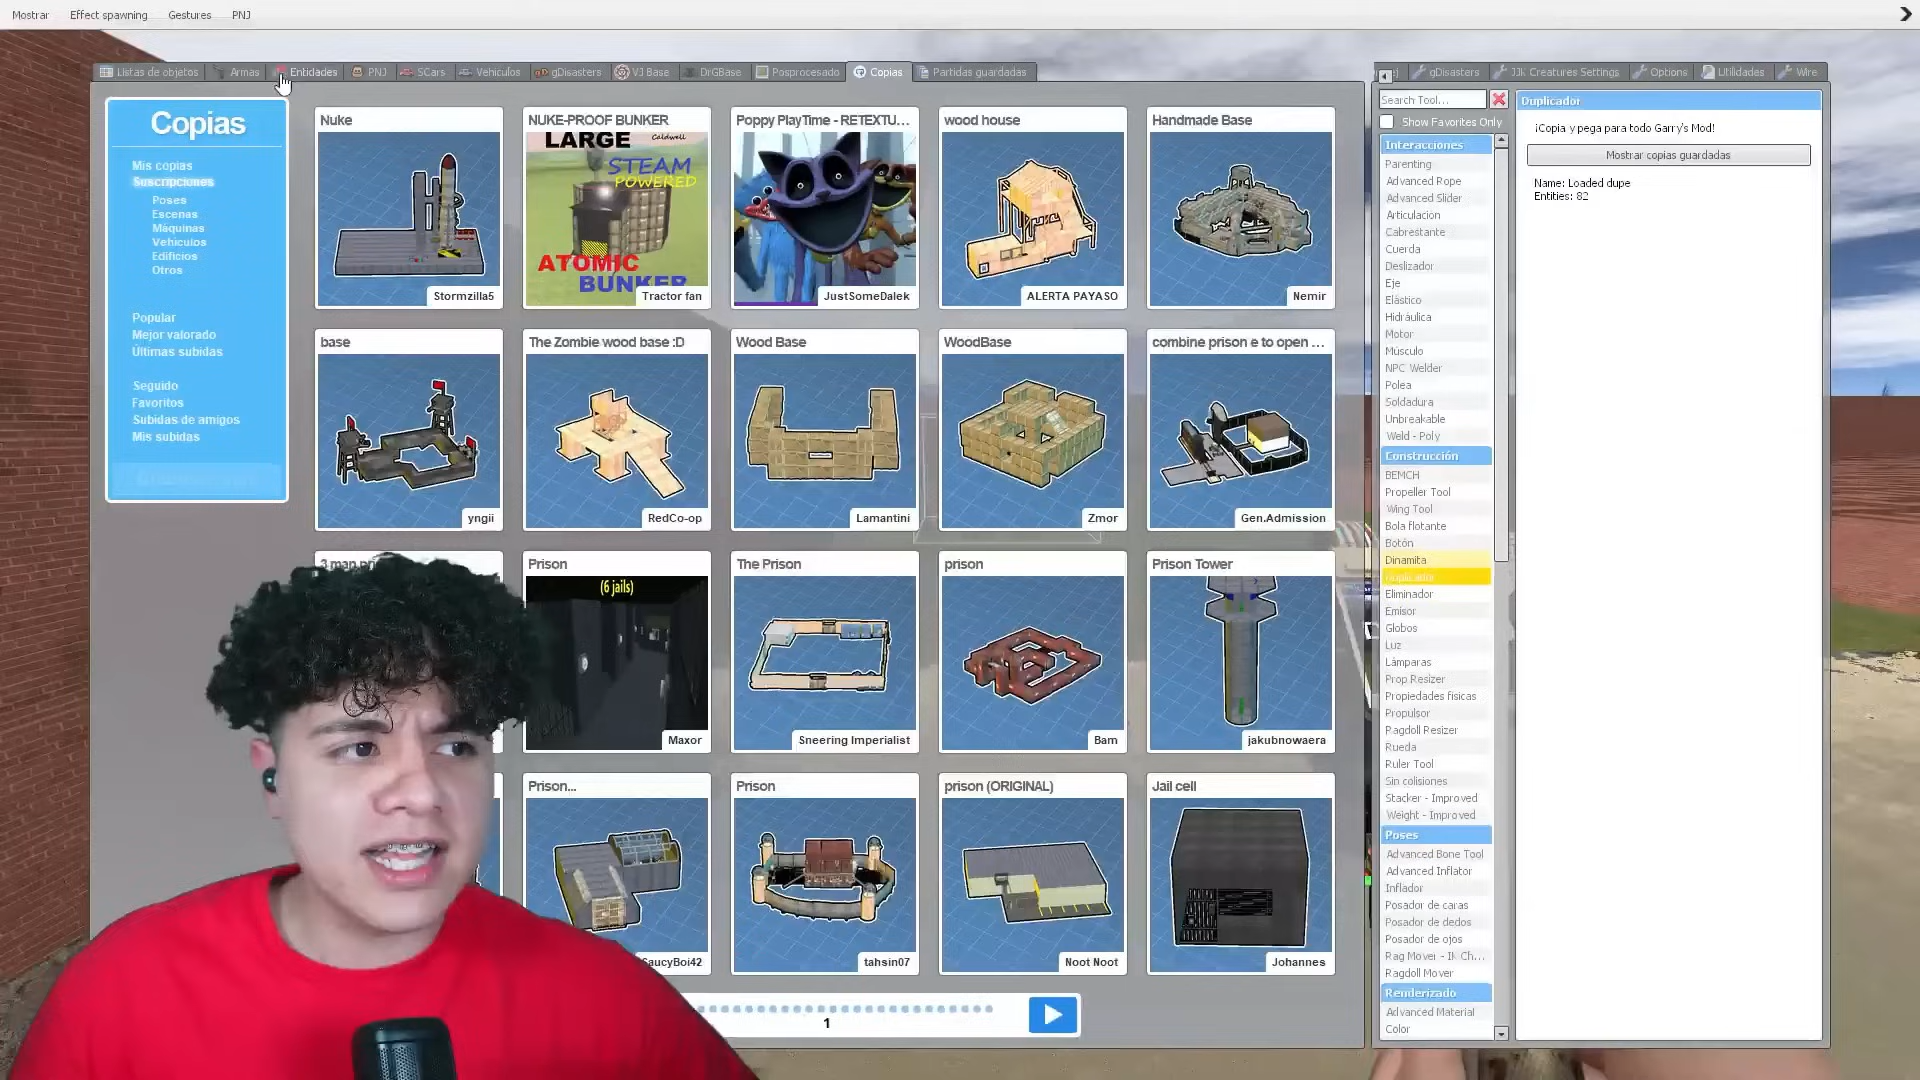 Mostrar Effect spawning Gestures PNJ
Listas de objetos Armas Entidades PNJ SCars Vehículos gDisasters VJ Base DrGBase Posprocesado Copias Partidas guardadas
gDisasters JJk Creatures Settings Options Utilidades Wire
Copias
Mis copias
Suscripciones
Poses
Escenas
Máquinas
Vehículos
Edificios
Otros
Popular
Mejor valorado
Últimas subidas
Seguido
Favoritos
Subidas de amigos
Mis subidas
Nuke
Stormzilla5
NUKE-PROOF BUNKER
LARGE
Caldwell
STEAM
POWERED
ATOMIC
BUNKER
Tractor fan
Poppy PlayTime - RETEXTU...
JustSomeDalek
wood house
ALERTA PAYASO
Handmade Base
Nemir
base
yngii
The Zombie wood base :D
RedCo-op
Wood Base
Lamantini
WoodBase
Zmor
combine prison e to open ...
Gen.Admission
3 man
Prison
(6 jails)
Maxor
The Prison
Sneering Imperialist
prison
Bam
Prison Tower
jakubnowaera
Prison...
SaucyBoi42
Prison
tahsin07
prison (ORIGINAL)
Noot Noot
Jail cell
Johannes
1
Search Tool...
Show Favorites Only
Interacciones
Parenting
Advanced Rope
Advanced Slider
Articulación
Cabrestante
Cuerda
Deslizador
Eje
Elástico
Hidráulica
Motor
Músculo
NPC Welder
Polea
Soldadura
Unbreakable
Weld - Poly
Construcción
BEMCH
Propeller Tool
Wing Tool
Bola flotante
Botón
Dinamita
Duplicador
Eliminador
Emisor
Globos
Luz
Lámparas
Prop Resizer
Propiedades físicas
Propulsor
Ragdoll Resizer
Rueda
Ruler Tool
Sin colisiones
Stacker - Improved
Weight - Improved
Poses
Advanced Bone Tool
Advanced Inflator
Inflador
Posador de caras
Posador de dedos
Posador de ojos
Rag Mover - IK Ch...
Ragdoll Mover
Renderizado
Advanced Material
Color
Duplicador
¡Copia y pega para todo Garry's Mod!
Mostrar copias guardadas
Name: Loaded dupe
Entities: 82